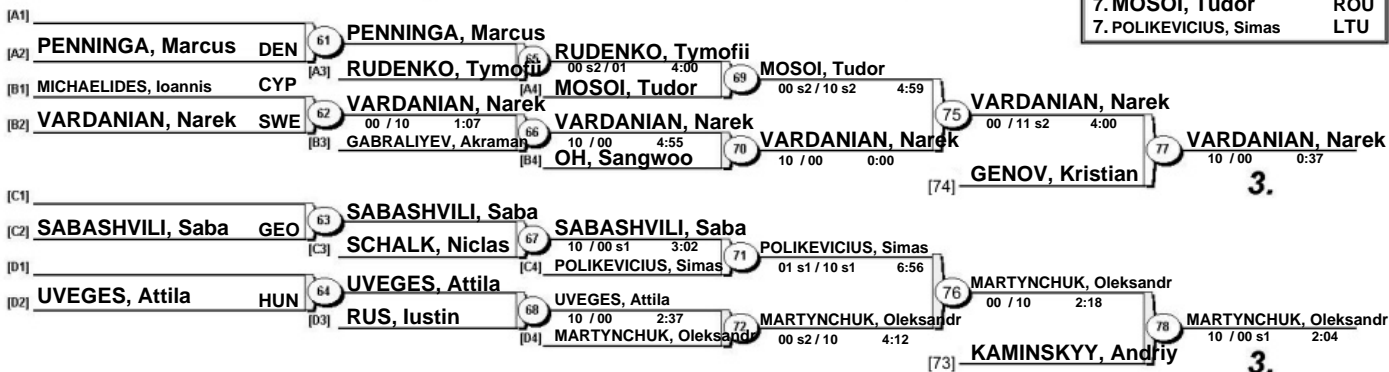 7. MOSOI, Tudor ROU
7. POLIKEVICIUS, Simas LTU
[A1]
[A2] PENNINGA, Marcus DEN
61
PENNINGA, Marcus
[A3] RUDENKO, Tymofii
65
RUDENKO, Tymofii
00 s2 / 01 4:00
[A4] MOSOI, Tudor
69
MOSOI, Tudor
00 s2 / 10 s2 4:59
[B1] MICHAELIDES, Ioannis CYP
[B2] VARDANIAN, Narek SWE
62
VARDANIAN, Narek
00 / 10 1:07
[B3] GABRALIYEV, Akraman
66
VARDANIAN, Narek
10 / 00 4:55
[B4] OH, Sangwoo
70
VARDANIAN, Narek
10 / 00 0:00
75
VARDANIAN, Narek
00 / 11 s2 4:00
[74] GENOV, Kristian
77
VARDANIAN, Narek
10 / 00 0:37
3.
[C1]
[C2] SABASHVILI, Saba GEO
63
SABASHVILI, Saba
[C3] SCHALK, Niclas
67
SABASHVILI, Saba
10 / 00 s1 3:02
[C4] POLIKEVICIUS, Simas
71
POLIKEVICIUS, Simas
01 s1 / 10 s1 6:56
[D1]
[D2] UVEGES, Attila HUN
64
UVEGES, Attila
[D3] RUS, Iustin
68
UVEGES, Attila
10 / 00 2:37
[D4] MARTYNCHUK, Oleksandr
72
MARTYNCHUK, Oleksandr
00 s2 / 10 4:12
76
MARTYNCHUK, Oleksandr
00 / 10 2:18
[73] KAMINSKYY, Andriy
78
MARTYNCHUK, Oleksandr
10 / 00 s1 2:04
3.